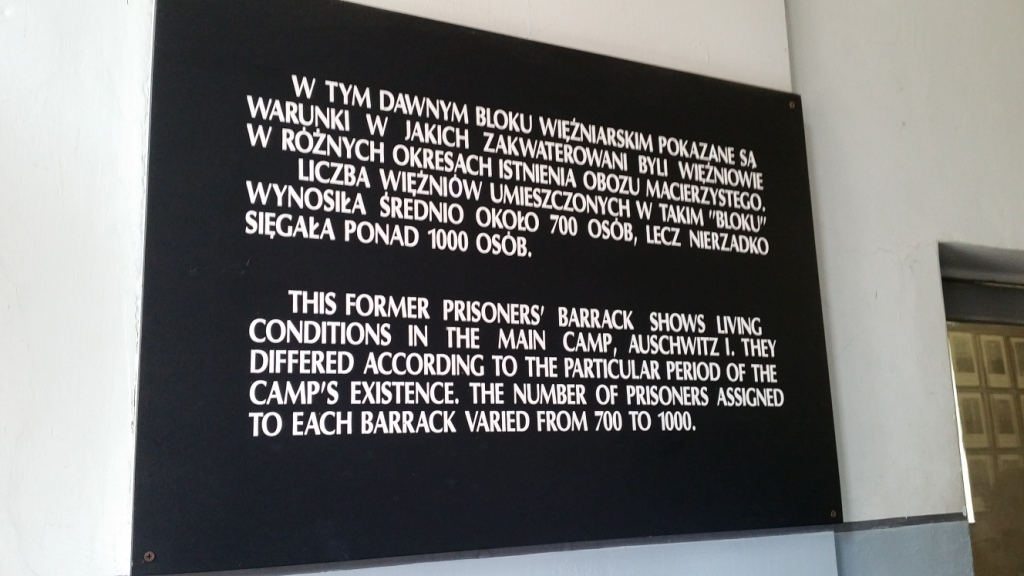 W TYM DAWNYM BLOKU WIĘŹNIARSKIM POKAZANE SĄ
WARUNKI W JAKICH ZAKWATEROWANI BYLI WIĘŹNIOWIE
W RÓŻNYCH OKRESACH ISTNIENIA OBOZU MACIERZYSTEGO.
LICZBA WIĘŹNIÓW UMIESZCZONYCH W TAKIM "BLOKU"
WYNOSIŁA ŚREDNIO OKOŁO 700 OSÓB, LECZ NIERZADKO
SIĘGAŁA PONAD 1000 OSÓB.
THIS FORMER PRISONERS' BARRACK SHOWS LIVING
CONDITIONS IN THE MAIN CAMP, AUSCHWITZ I. THEY
DIFFERED ACCORDING TO THE PARTICULAR PERIOD OF THE
CAMP'S EXISTENCE. THE NUMBER OF PRISONERS ASSIGNED
TO EACH BARRACK VARIED FROM 700 TO 1000.